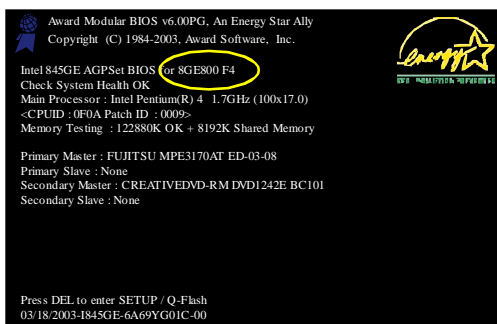 Award Modular BIOS v6.00PG, An Energy Star Ally
Copyright (C) 1984-2003, Award Software, Inc.
energy
Intel 845GE AGPSet BIOS for 8GE800 F4
Check System Health OK
Main Processor : Intel Pentium(R) 4 1.7GHz (100x17.0)
<CPUID : 0F0A Patch ID : 0009>
Memory Testing : 122880K OK + 8192K Shared Memory
Primary Master : FUJITSU MPE3170AT ED-03-08
Primary Slave : None
Secondary Master : CREATIVEDVD-RM DVD1242E BC101
Secondary Slave : None
Press DEL to enter SETUP / Q-Flash
03/18/2003-I845GE-6A69YG01C-00